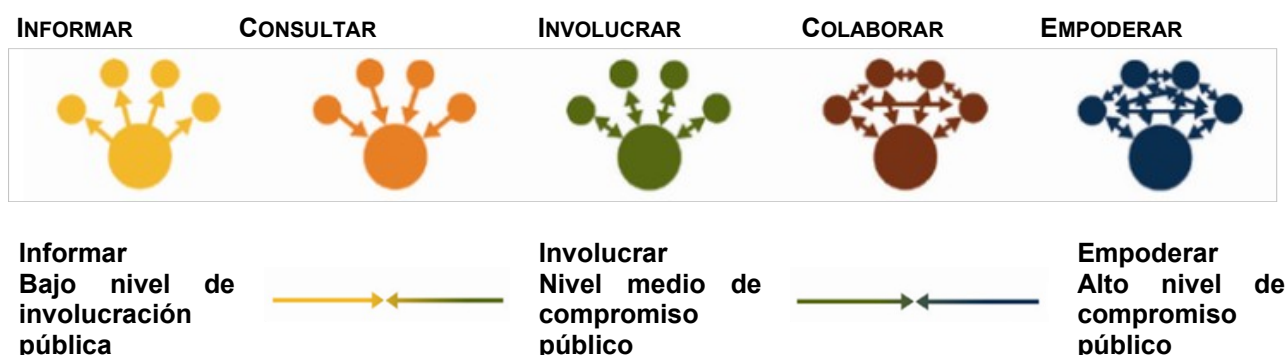 INFORMAR CONSULTAR INVOLUCRAR COLABORAR EMPODERAR
Informar
Bajo nivel de
involucración
pública
Involucrar
Nivel medio de
compromiso
público
Empoderar
Alto nivel de
compromiso
público